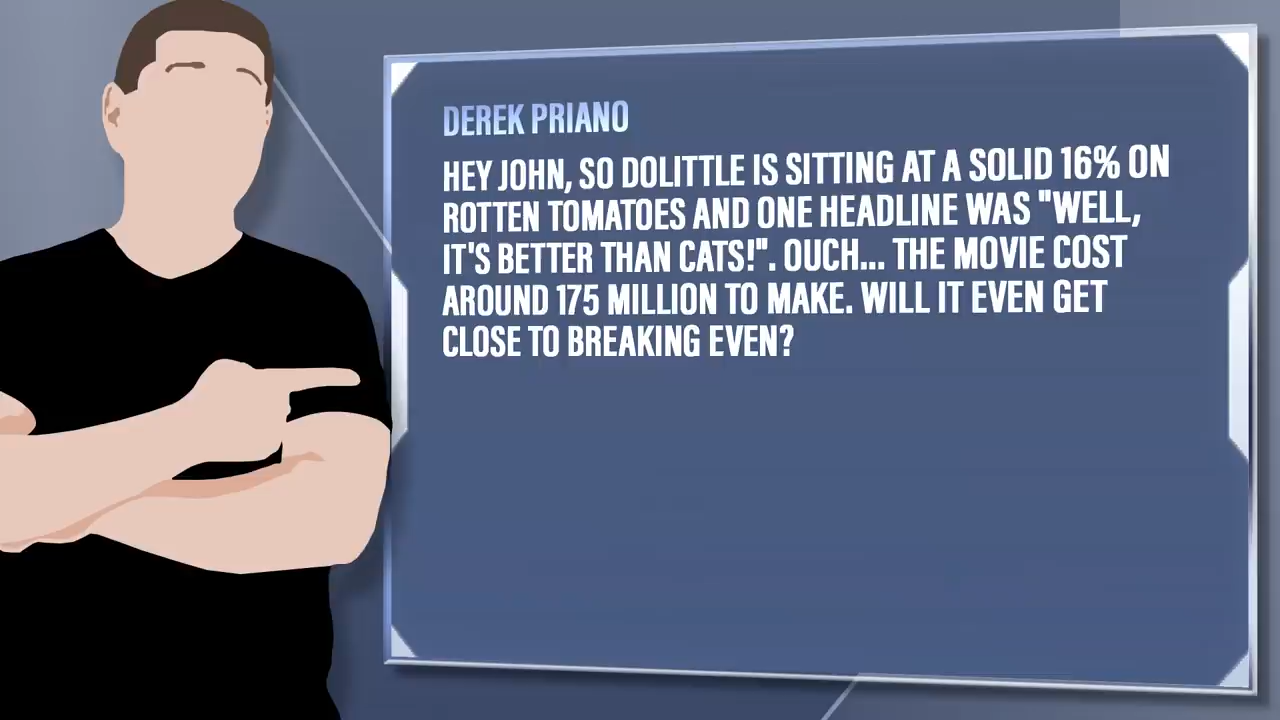 DEREK PRIANO
HEY JOHN, SO DOLITTLE IS SITTING AT A SOLID 16% ON
ROTTEN TOMATOES AND ONE HEADLINE WAS "WELL,
IT'S BETTER THAN CATS!". OUCH... THE MOVIE COST
AROUND 175 MILLION TO MAKE. WILL IT EVEN GET
CLOSE TO BREAKING EVEN?